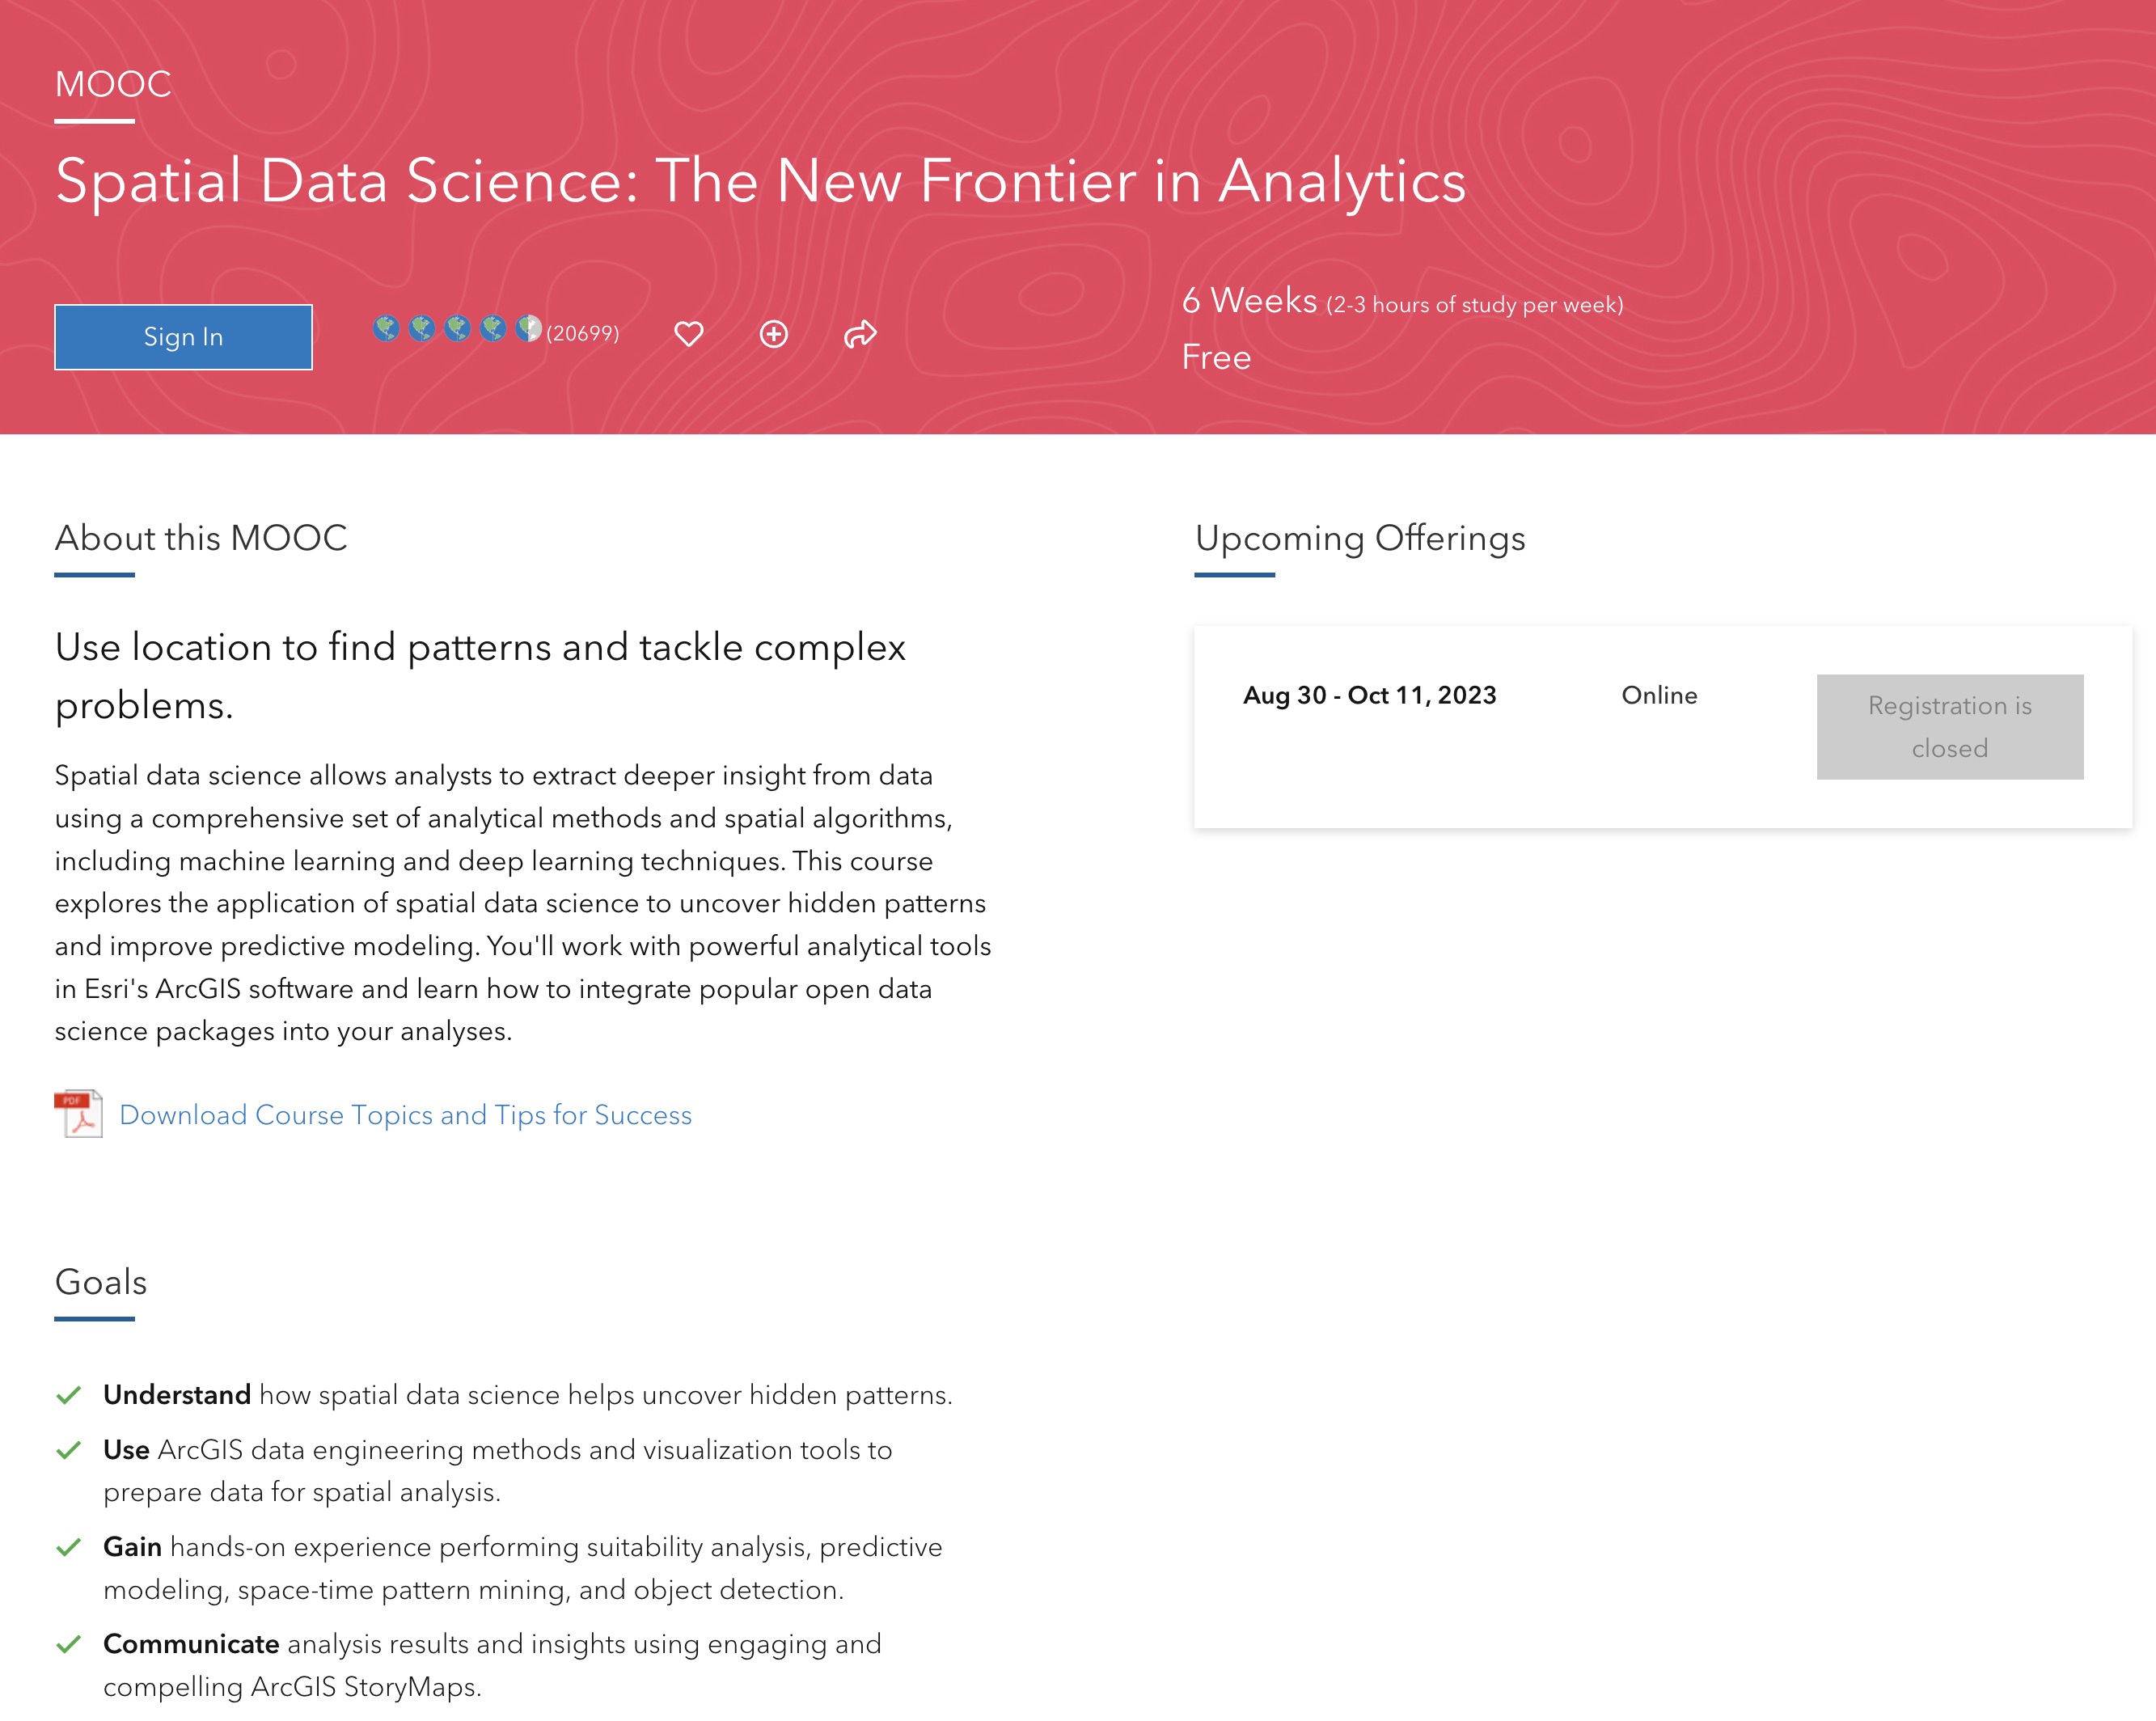 MOOC
Spatial Data Science: The New Frontier in Analytics
Sign In
(20699)
6 Weeks (2-3 hours of study per week)
Free
About this MOOC
Use location to find patterns and tackle complex
problems.
Spatial data science allows analysts to extract deeper insight from data
using a comprehensive set of analytical methods and spatial algorithms,
including machine learning and deep learning techniques. This course
explores the application of spatial data science to uncover hidden patterns
and improve predictive modeling. You'll work with powerful analytical tools
in Esri's ArcGIS software and learn how to integrate popular open data
science packages into your analyses.
PDF
Download Course Topics and Tips for Success
Goals
Understand how spatial data science helps uncover hidden patterns.
Use ArcGIS data engineering methods and visualization tools to
prepare data for spatial analysis.
Gain hands-on experience performing suitability analysis, predictive
modeling, space-time pattern mining, and object detection.
Communicate analysis results and insights using engaging and
compelling ArcGIS StoryMaps.
Upcoming Offerings
Aug 30 - Oct 11, 2023
Online
Registration is
closed